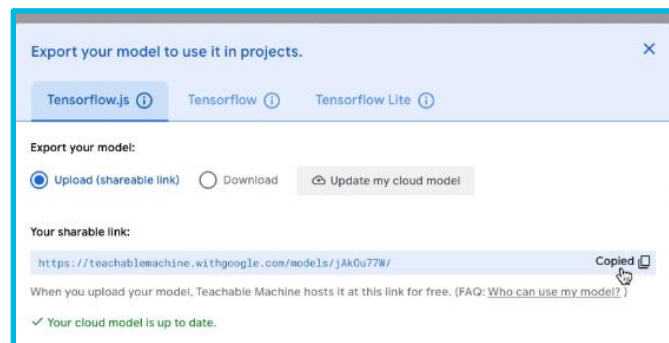 Export your model to use it in projects.
Tensorflow.js Tensorflow Tensorflow Lite
Export your model:
Upload (shareable link) Download Update my cloud model
Your sharable link:
https://teachablemachine.withgoogle.com/models/jAkOu77W/ Copied
When you upload your model, Teachable Machine hosts it at this link for free. (FAQ: Who can use my model? )
✓ Your cloud model is up to date.